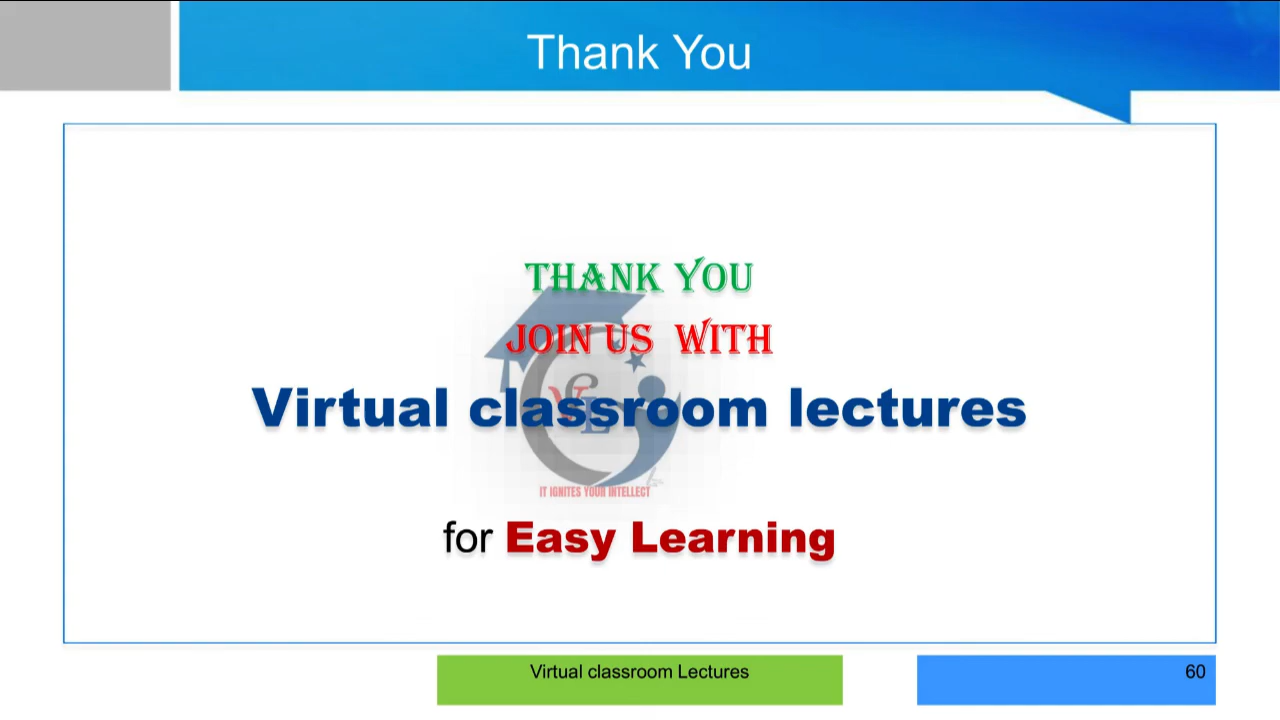 Thank You
THANK YOU
JOIN US WITH
Virtual classroom lectures
VCL
IT IGNITES YOUR INTELLECT
for Easy Learning
Virtual classroom Lectures
60